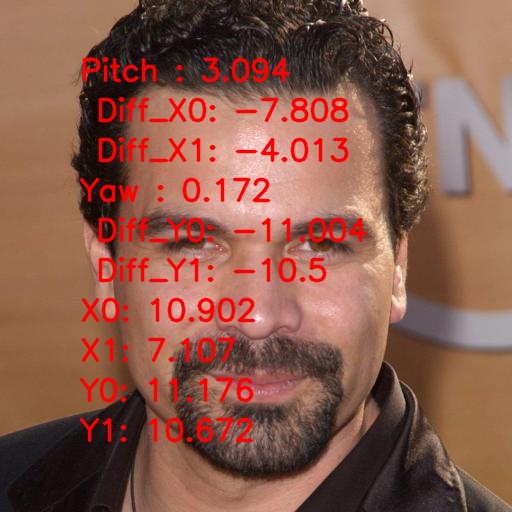 Pitch : 3.094
Diff_X0: -7.808
Diff_X1: -4.013
Yaw : 0.172
Diff_Y0: -11.004
Diff_Y1: -10.5
X0: 10.902
X1: 7.107
Y0: 11.176
Y1: 10.672
N